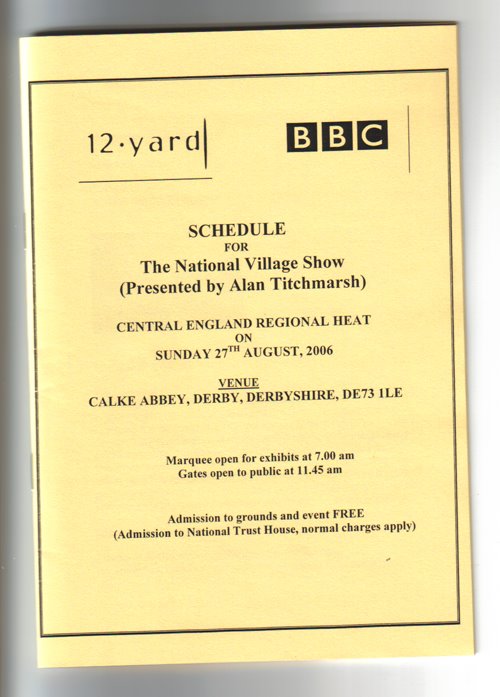 12·yard
BBC
SCHEDULE
FOR
The National Village Show
(Presented by Alan Titchmarsh)
CENTRAL ENGLAND REGIONAL HEAT
ON
SUNDAY 27TH AUGUST, 2006
VENUE
CALKE ABBEY, DERBY, DERBYSHIRE, DE73 1LE
Marquee open for exhibits at 7.00 am
Gates open to public at 11.45 am
Admission to grounds and event FREE
(Admission to National Trust House, normal charges apply)